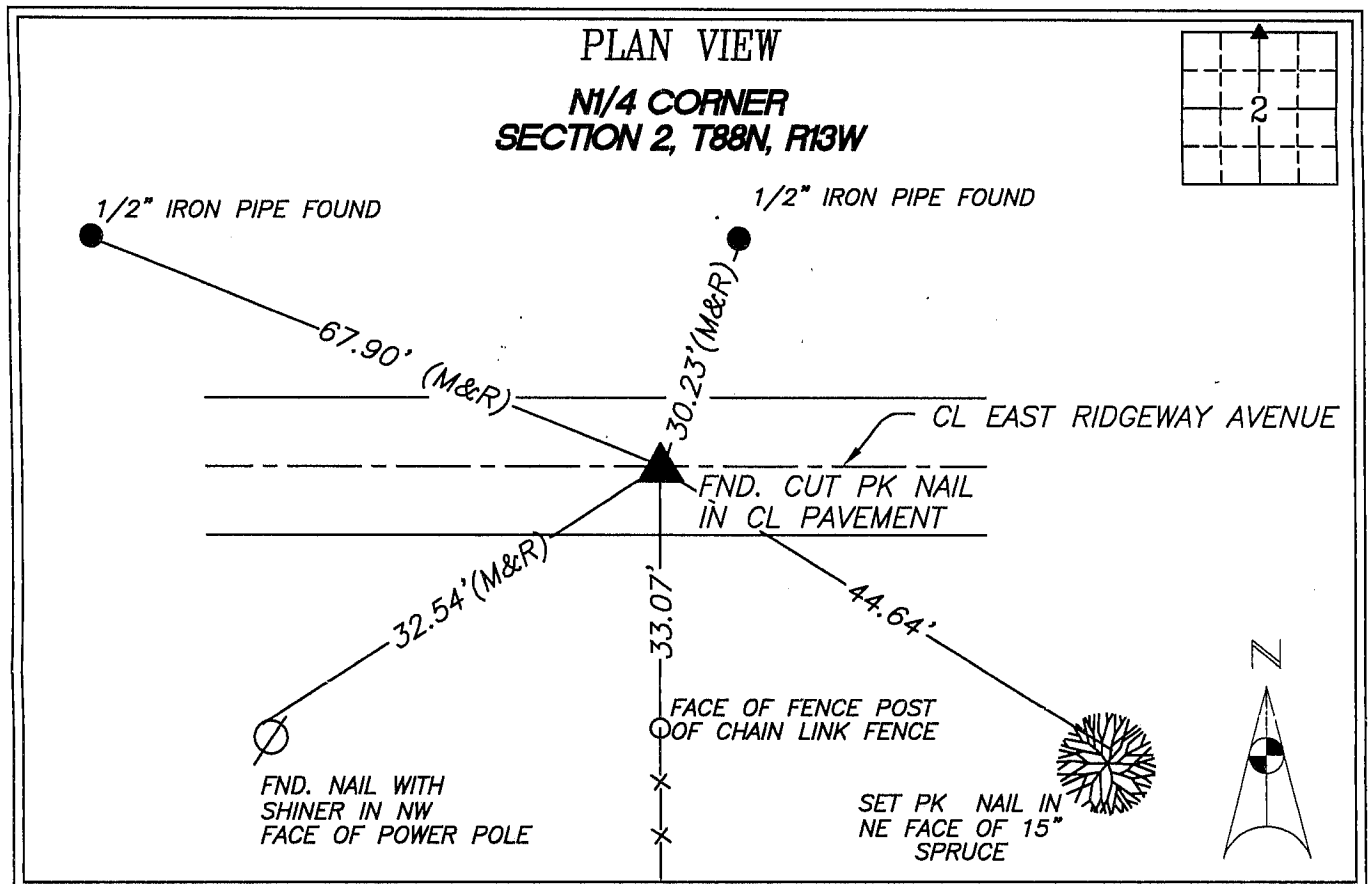 PLAN VIEW
N1/4 CORNER
SECTION 2, T88N, R13W
2
1/2" IRON PIPE FOUND
1/2" IRON PIPE FOUND
67.90' (M&R)
30.23'(M&R)
CL EAST RIDGEWAY AVENUE
FND. CUT PK NAIL
IN CL PAVEMENT
32.54'(M&R)
33.07'
44.64'
N
FACE OF FENCE POST
OF CHAIN LINK FENCE
FND. NAIL WITH
SHINER IN NW
FACE OF POWER POLE
SET PK NAIL IN
NE FACE OF 15"
SPRUCE